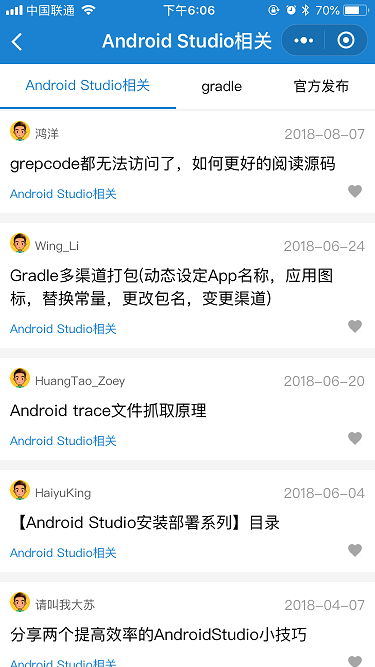 中国联通 下午6:06 70%
Android Studio相关
Android Studio相关 gradle 官方发布
鸿洋 2018-08-07
grepcode都无法访问了，如何更好的阅读源码
Android Studio相关
Wing_Li 2018-06-24
Gradle多渠道打包(动态设定App名称，应用图
标，替换常量，更改包名，变更渠道)
Android Studio相关
HuangTao_Zoey 2018-06-20
Android trace文件抓取原理
Android Studio相关
HaiyuKing 2018-06-04
【Android Studio安装部署系列】目录
Android Studio相关
请叫我大苏 2018-04-07
分享两个提高效率的AndroidStudio小技巧
Android Studio相关